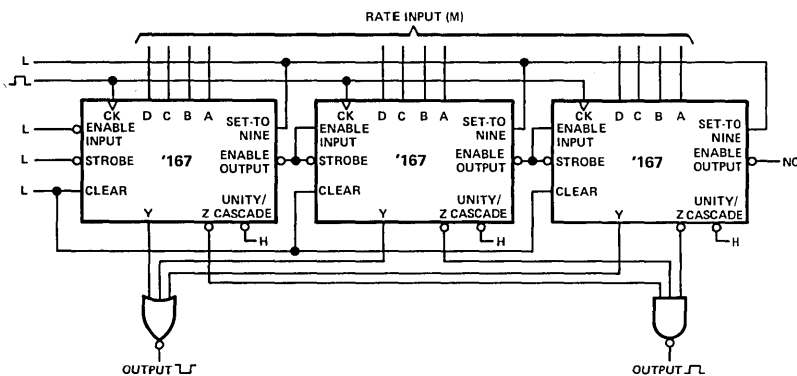 RATE INPUT (M)
L
CK D C B A
ENABLE INPUT
SET-TO NINE
L
STROBE
'167
ENABLE OUTPUT
L
CLEAR
UNITY/ CASCADE
Y Z
H
CK D C B A
ENABLE INPUT
SET-TO NINE
STROBE
'167
ENABLE OUTPUT
CLEAR
UNITY/ CASCADE
Y Z
H
CK D C B A
ENABLE INPUT
SET-TO NINE
STROBE
'167
ENABLE OUTPUT
NC
CLEAR
UNITY/ CASCADE
Y Z
H
L
OUTPUT
OUTPUT